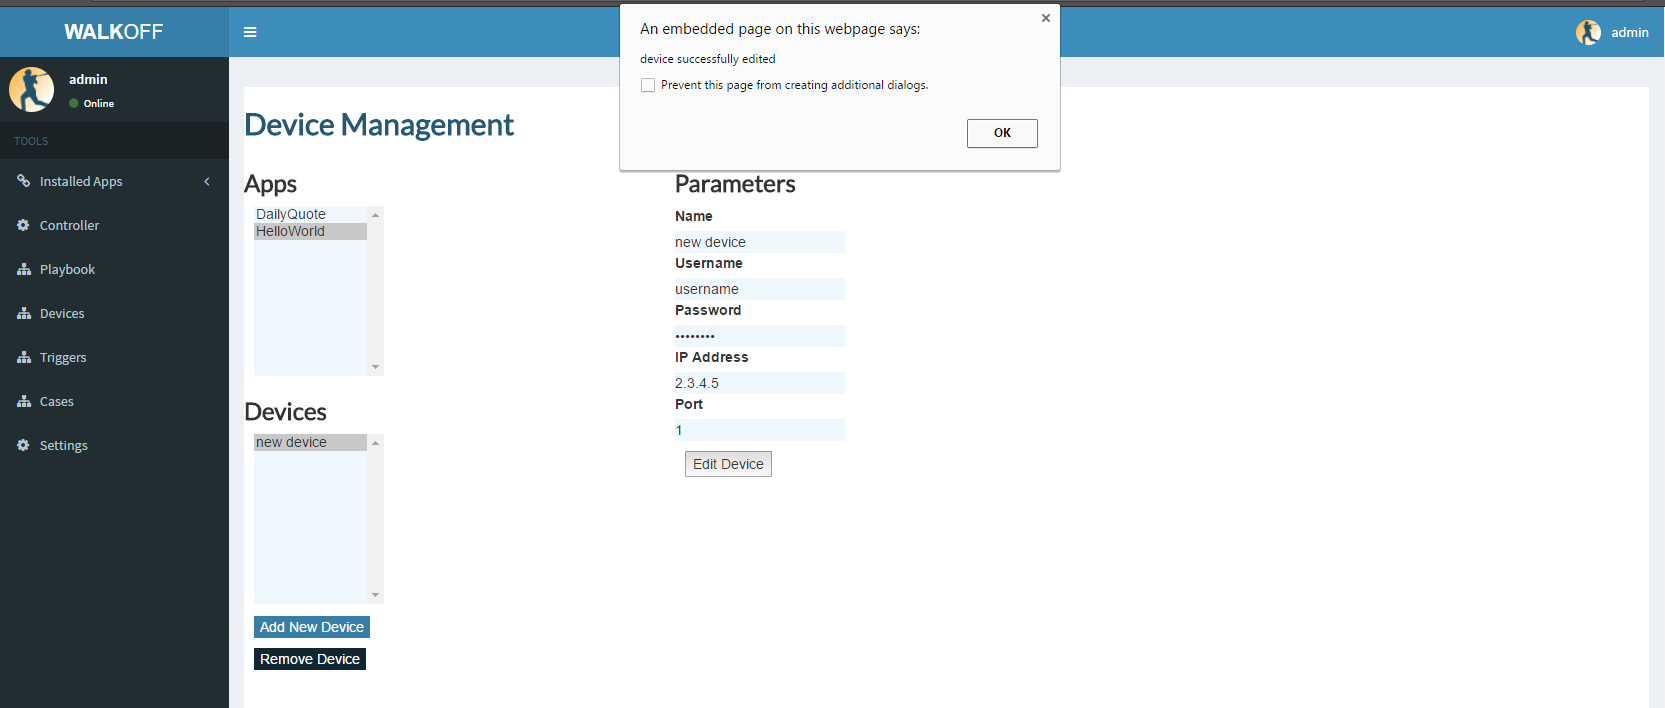 WALKOFF
admin
admin
Online
TOOLS
Installed Apps
Controller
Playbook
Devices
Triggers
Cases
Settings
An embedded page on this webpage says:
device successfully edited
Prevent this page from creating additional dialogs.
OK
Device Management
Apps
DailyQuote
HelloWorld
Devices
new device
Add New Device
Remove Device
Parameters
Name
new device
Username
username
Password
••••••••
IP Address
2.3.4.5
Port
1
Edit Device